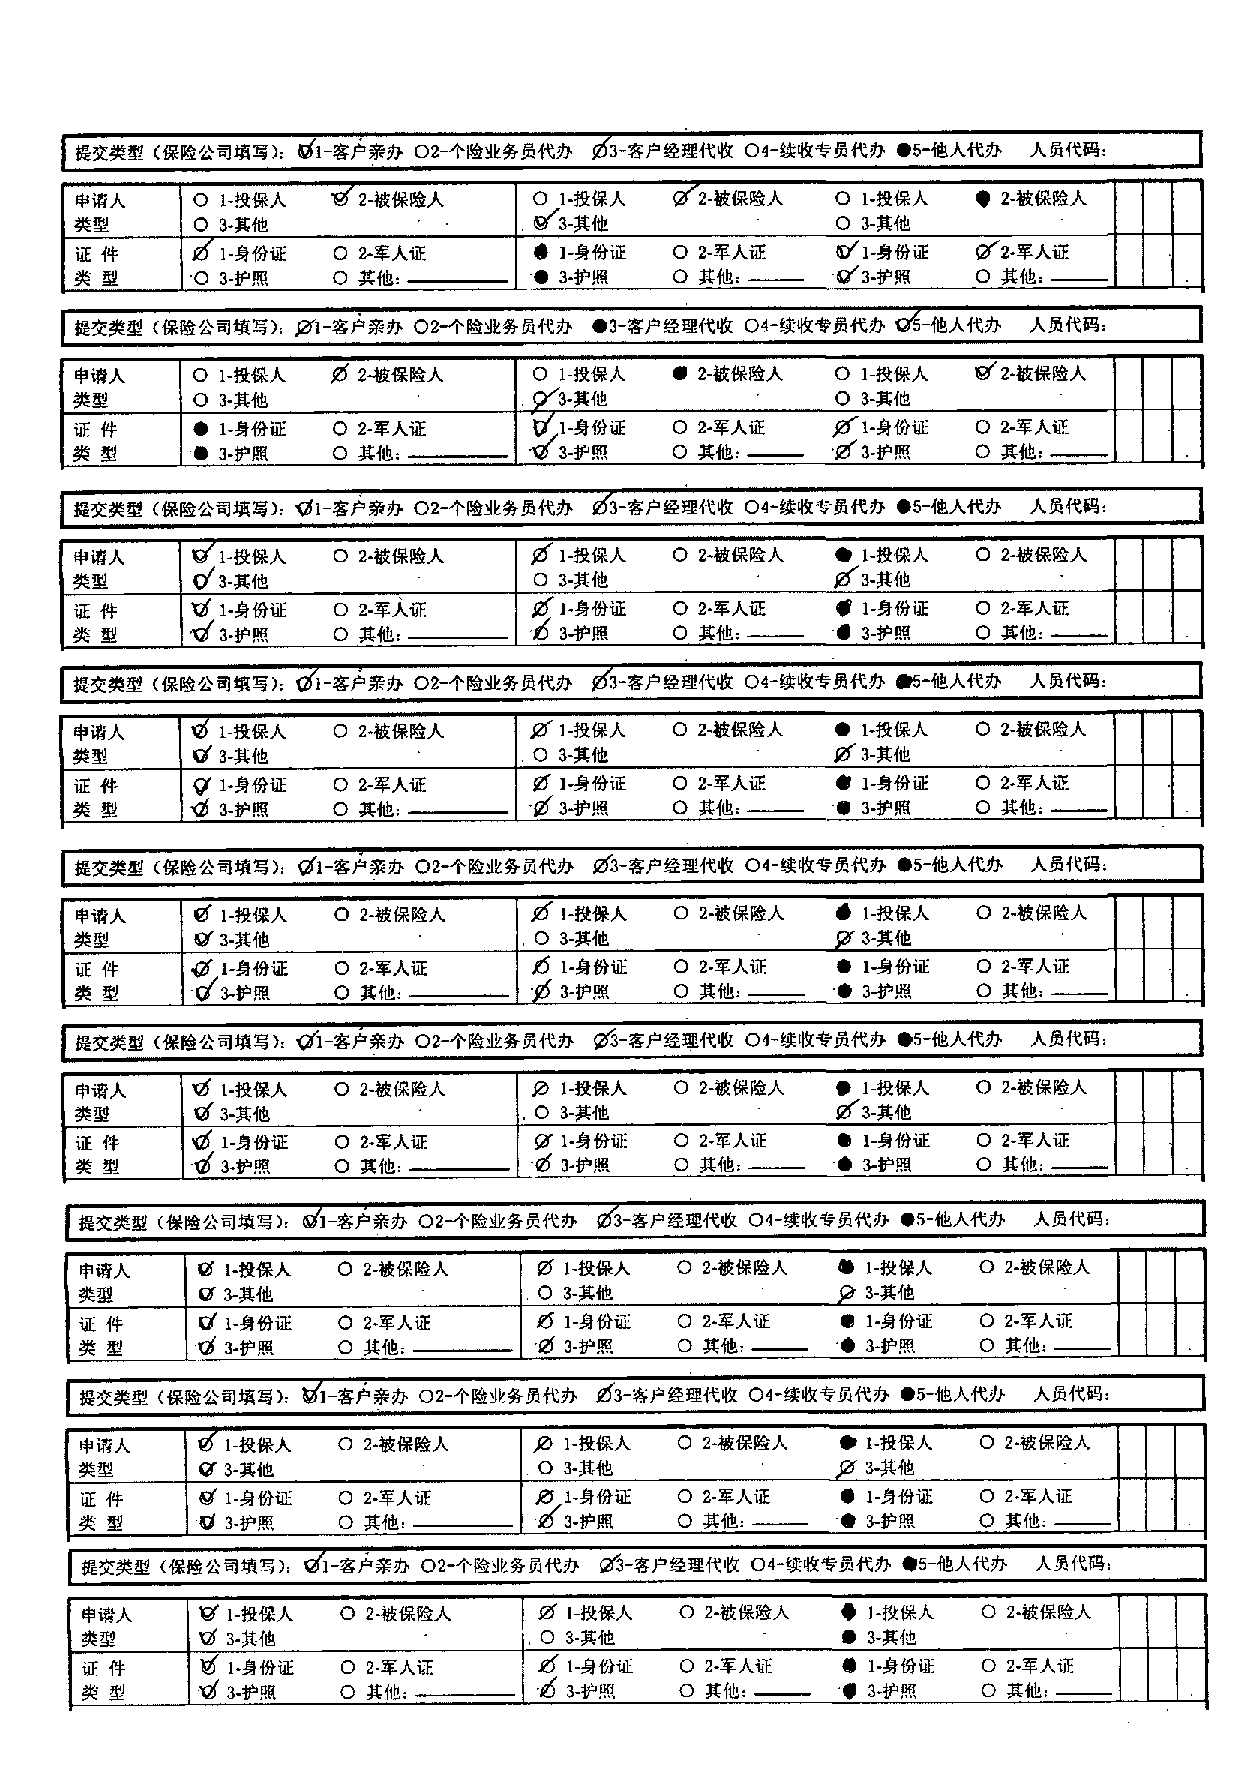 提交类型（保险公司填写）：☑1-客户亲办 ○2-个险业务员代办 ∅3-客户经理代收 ○4-续收专员代办 ●5-他人代办 人员代码：
申请人 ○ 1-投保人 ☑ 2-被保险人 ○ 1-投保人 ∅ 2-被保险人 ○ 1-投保人 ● 2-被保险人
类型 ○ 3-其他 ☑ 3-其他 ○ 3-其他
证 件 ∅ 1-身份证 ○ 2-军人证 ● 1-身份证 ○ 2-军人证 ☑ 1-身份证 ∅ 2-军人证
类 型 ○ 3-护照 ○ 其他：______ ● 3-护照 ○ 其他：______ ☑ 3-护照 ○ 其他：______
提交类型（保险公司填写）：∅1-客户亲办 ○2-个险业务员代办 ●3-客户经理代收 ○4-续收专员代办 ☑5-他人代办 人员代码：
申请人 ○ 1-投保人 ∅ 2-被保险人 ○ 1-投保人 ● 2-被保险人 ○ 1-投保人 ☑ 2-被保险人
类型 ○ 3-其他 ∅ 3-其他 ○ 3-其他
证 件 ● 1-身份证 ○ 2-军人证 ☑ 1-身份证 ○ 2-军人证 ∅ 1-身份证 ○ 2-军人证
类 型 ● 3-护照 ○ 其他：______ ☑ 3-护照 ○ 其他：______ ∅ 3-护照 ○ 其他：______
提交类型（保险公司填写）：☑1-客户亲办 ○2-个险业务员代办 ∅3-客户经理代收 ○4-续收专员代办 ●5-他人代办 人员代码：
申请人 ☑ 1-投保人 ○ 2-被保险人 ∅ 1-投保人 ○ 2-被保险人 ● 1-投保人 ○ 2-被保险人
类型 ☑ 3-其他 ○ 3-其他 ∅ 3-其他
证 件 ☑ 1-身份证 ○ 2-军人证 ∅ 1-身份证 ○ 2-军人证 ● 1-身份证 ○ 2-军人证
类 型 ☑ 3-护照 ○ 其他：______ ∅ 3-护照 ○ 其他：______ ● 3-护照 ○ 其他：______
提交类型（保险公司填写）：☑1-客户亲办 ○2-个险业务员代办 ∅3-客户经理代收 ○4-续收专员代办 ●5-他人代办 人员代码：
申请人 ☑ 1-投保人 ○ 2-被保险人 ∅ 1-投保人 ○ 2-被保险人 ● 1-投保人 ○ 2-被保险人
类型 ☑ 3-其他 ○ 3-其他 ∅ 3-其他
证 件 ☑ 1-身份证 ○ 2-军人证 ∅ 1-身份证 ○ 2-军人证 ● 1-身份证 ○ 2-军人证
类 型 ☑ 3-护照 ○ 其他：______ ∅ 3-护照 ○ 其他：______ ● 3-护照 ○ 其他：______
提交类型（保险公司填写）：☑1-客户亲办 ○2-个险业务员代办 ∅3-客户经理代收 ○4-续收专员代办 ●5-他人代办 人员代码：
申请人 ☑ 1-投保人 ○ 2-被保险人 ∅ 1-投保人 ○ 2-被保险人 ● 1-投保人 ○ 2-被保险人
类型 ☑ 3-其他 ○ 3-其他 ∅ 3-其他
证 件 ☑ 1-身份证 ○ 2-军人证 ∅ 1-身份证 ○ 2-军人证 ● 1-身份证 ○ 2-军人证
类 型 ☑ 3-护照 ○ 其他：______ ∅ 3-护照 ○ 其他：______ ● 3-护照 ○ 其他：______
提交类型（保险公司填写）：☑1-客户亲办 ○2-个险业务员代办 ∅3-客户经理代收 ○4-续收专员代办 ●5-他人代办 人员代码：
申请人 ☑ 1-投保人 ○ 2-被保险人 ∅ 1-投保人 ○ 2-被保险人 ● 1-投保人 ○ 2-被保险人
类型 ☑ 3-其他 ○ 3-其他 ∅ 3-其他
证 件 ☑ 1-身份证 ○ 2-军人证 ∅ 1-身份证 ○ 2-军人证 ● 1-身份证 ○ 2-军人证
类 型 ☑ 3-护照 ○ 其他：______ ∅ 3-护照 ○ 其他：______ ● 3-护照 ○ 其他：______
提交类型（保险公司填写）：☑1-客户亲办 ○2-个险业务员代办 ∅3-客户经理代收 ○4-续收专员代办 ●5-他人代办 人员代码：
申请人 ☑ 1-投保人 ○ 2-被保险人 ∅ 1-投保人 ○ 2-被保险人 ● 1-投保人 ○ 2-被保险人
类型 ☑ 3-其他 ○ 3-其他 ∅ 3-其他
证 件 ☑ 1-身份证 ○ 2-军人证 ∅ 1-身份证 ○ 2-军人证 ● 1-身份证 ○ 2-军人证
类 型 ☑ 3-护照 ○ 其他：______ ∅ 3-护照 ○ 其他：______ ● 3-护照 ○ 其他：______
提交类型（保险公司填写）：☑1-客户亲办 ○2-个险业务员代办 ∅3-客户经理代收 ○4-续收专员代办 ●5-他人代办 人员代码：
申请人 ☑ 1-投保人 ○ 2-被保险人 ∅ 1-投保人 ○ 2-被保险人 ● 1-投保人 ○ 2-被保险人
类型 ☑ 3-其他 ○ 3-其他 ∅ 3-其他
证 件 ☑ 1-身份证 ○ 2-军人证 ∅ 1-身份证 ○ 2-军人证 ● 1-身份证 ○ 2-军人证
类 型 ☑ 3-护照 ○ 其他：______ ∅ 3-护照 ○ 其他：______ ● 3-护照 ○ 其他：______
提交类型（保险公司填写）：☑1-客户亲办 ○2-个险业务员代办 ∅3-客户经理代收 ○4-续收专员代办 ●5-他人代办 人员代码：
申请人 ☑ 1-投保人 ○ 2-被保险人 ∅ 1-投保人 ○ 2-被保险人 ● 1-投保人 ○ 2-被保险人
类型 ☑ 3-其他 ○ 3-其他 ● 3-其他
证 件 ☑ 1-身份证 ○ 2-军人证 ∅ 1-身份证 ○ 2-军人证 ● 1-身份证 ○ 2-军人证
类 型 ☑ 3-护照 ○ 其他：______ ∅ 3-护照 ○ 其他：______ ● 3-护照 ○ 其他：______